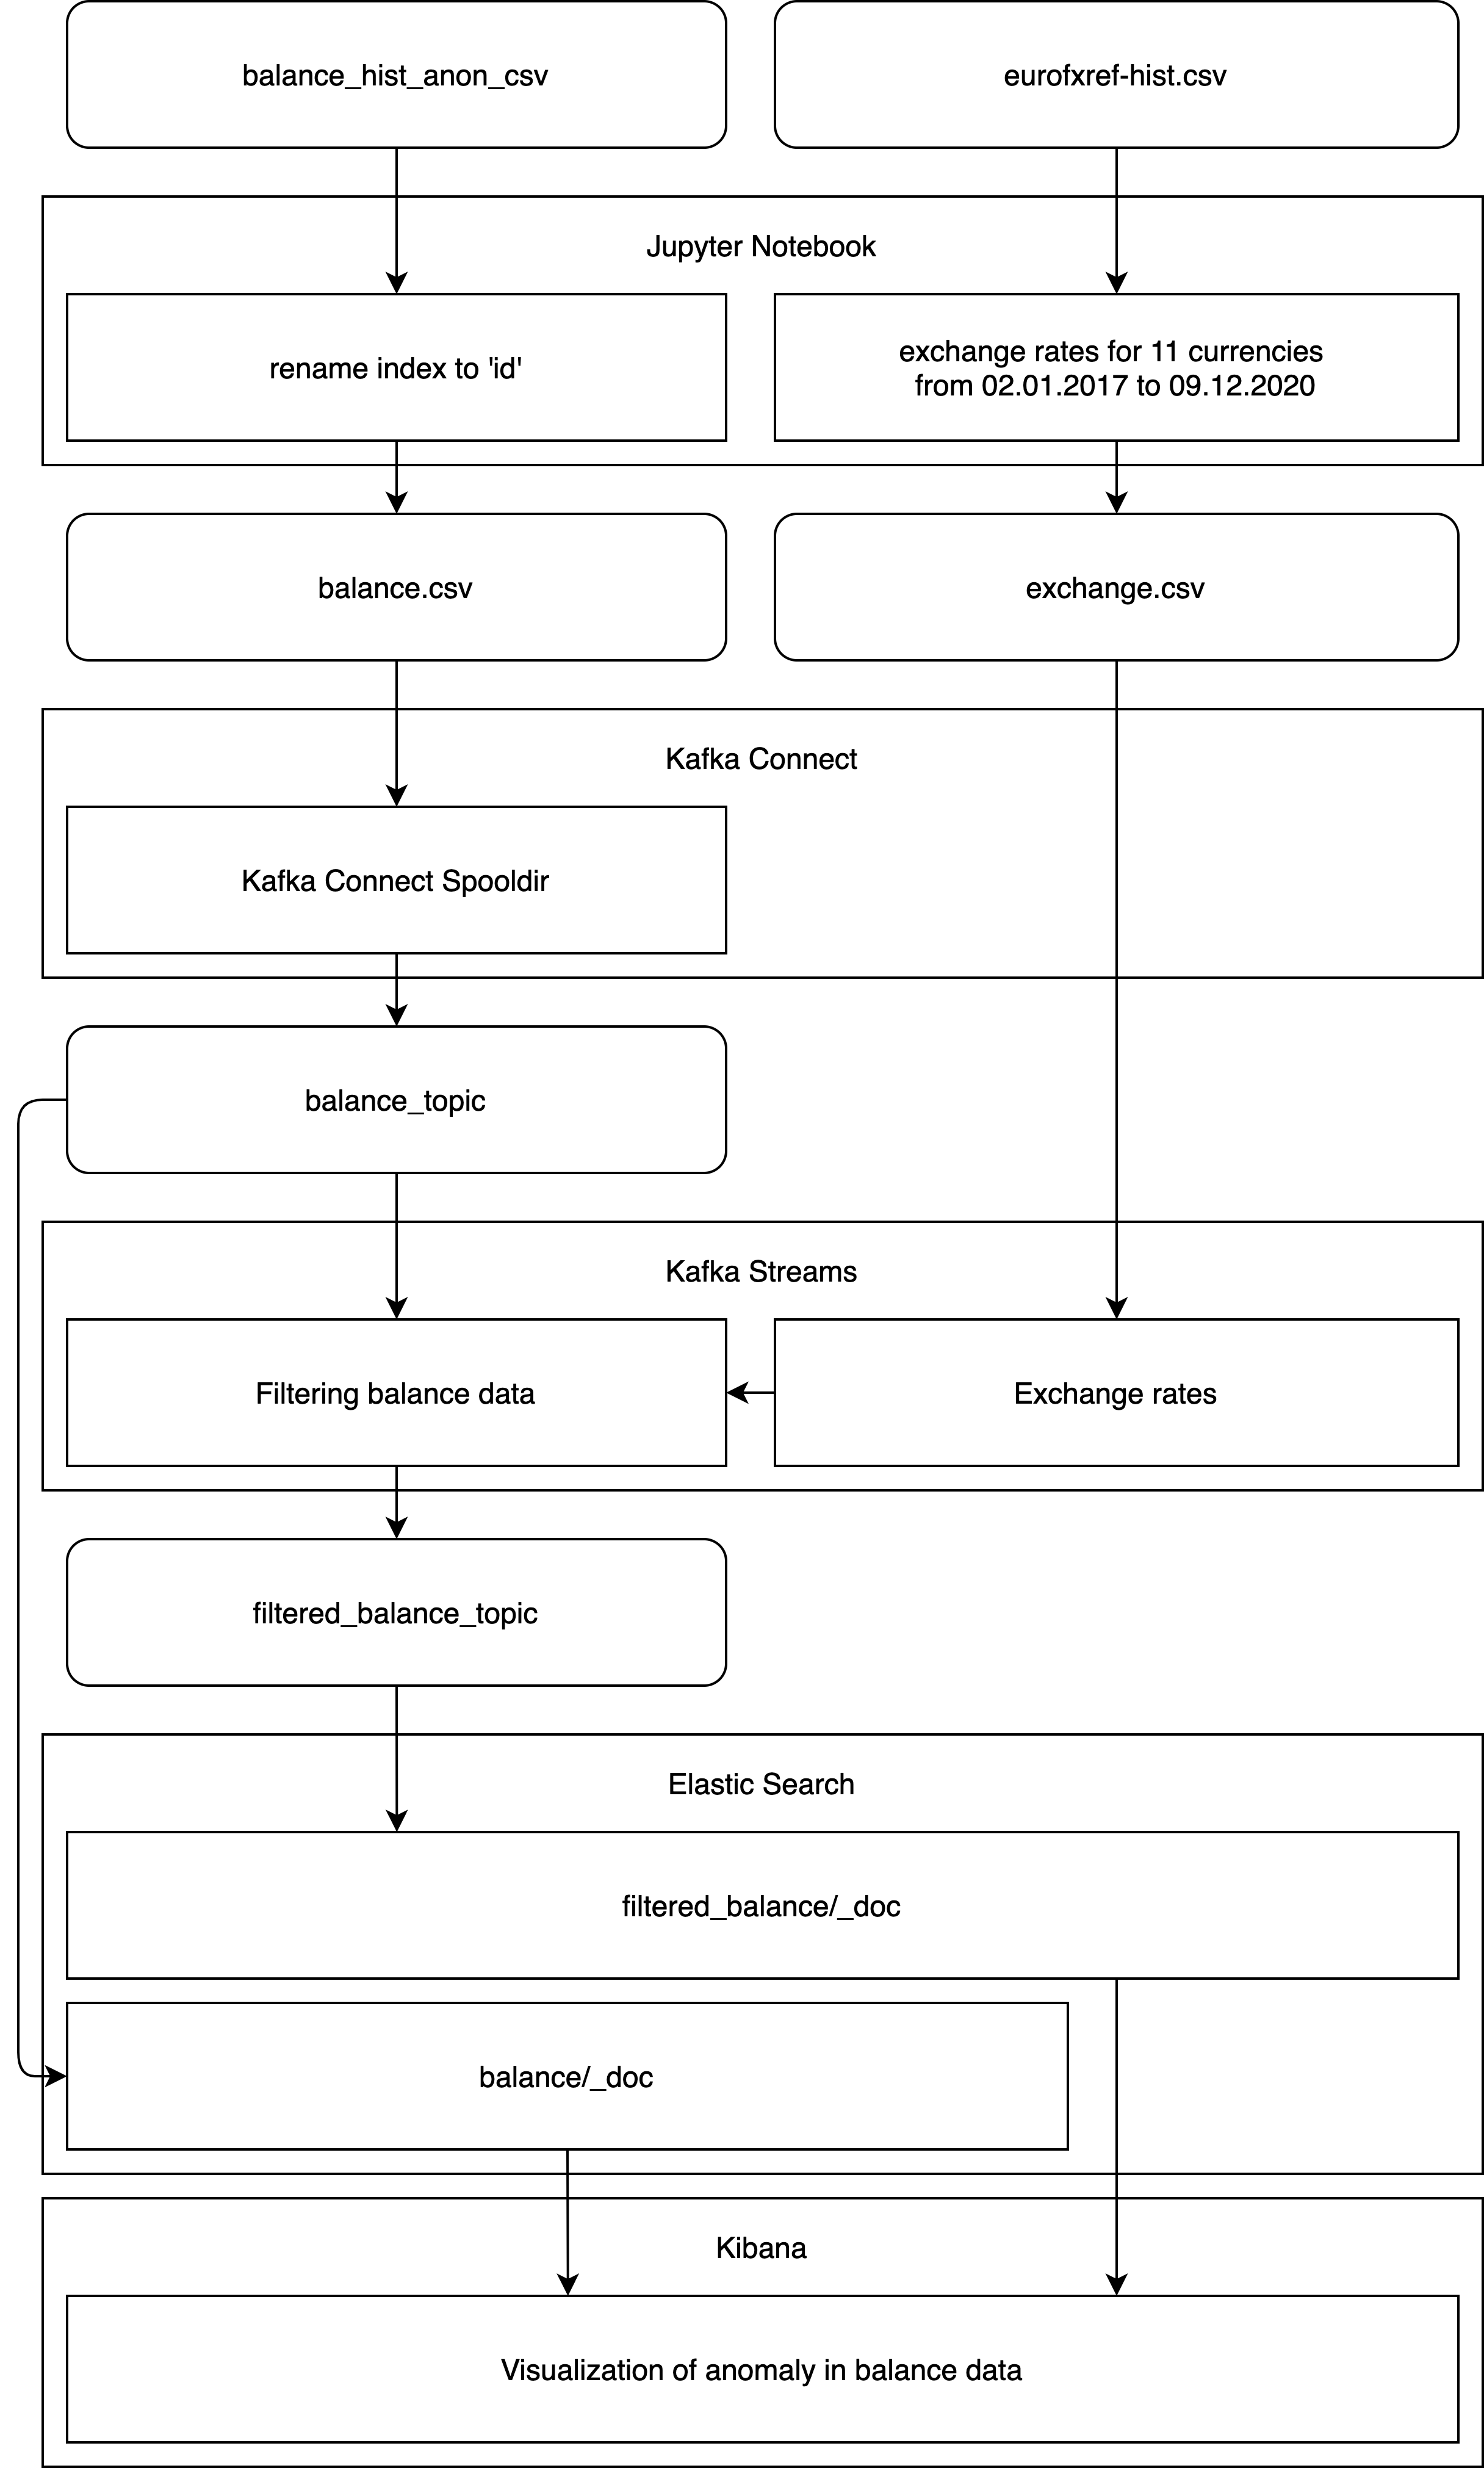 balance_hist_anon_csv
eurofxref-hist.csv
Jupyter Notebook
rename index to 'id'
exchange rates for 11 currencies
from 02.01.2017 to 09.12.2020
balance.csv
exchange.csv
Kafka Connect
Kafka Connect Spooldir
balance_topic
Kafka Streams
Filtering balance data
Exchange rates
filtered_balance_topic
Elastic Search
filtered_balance/_doc
balance/_doc
Kibana
Visualization of anomaly in balance data